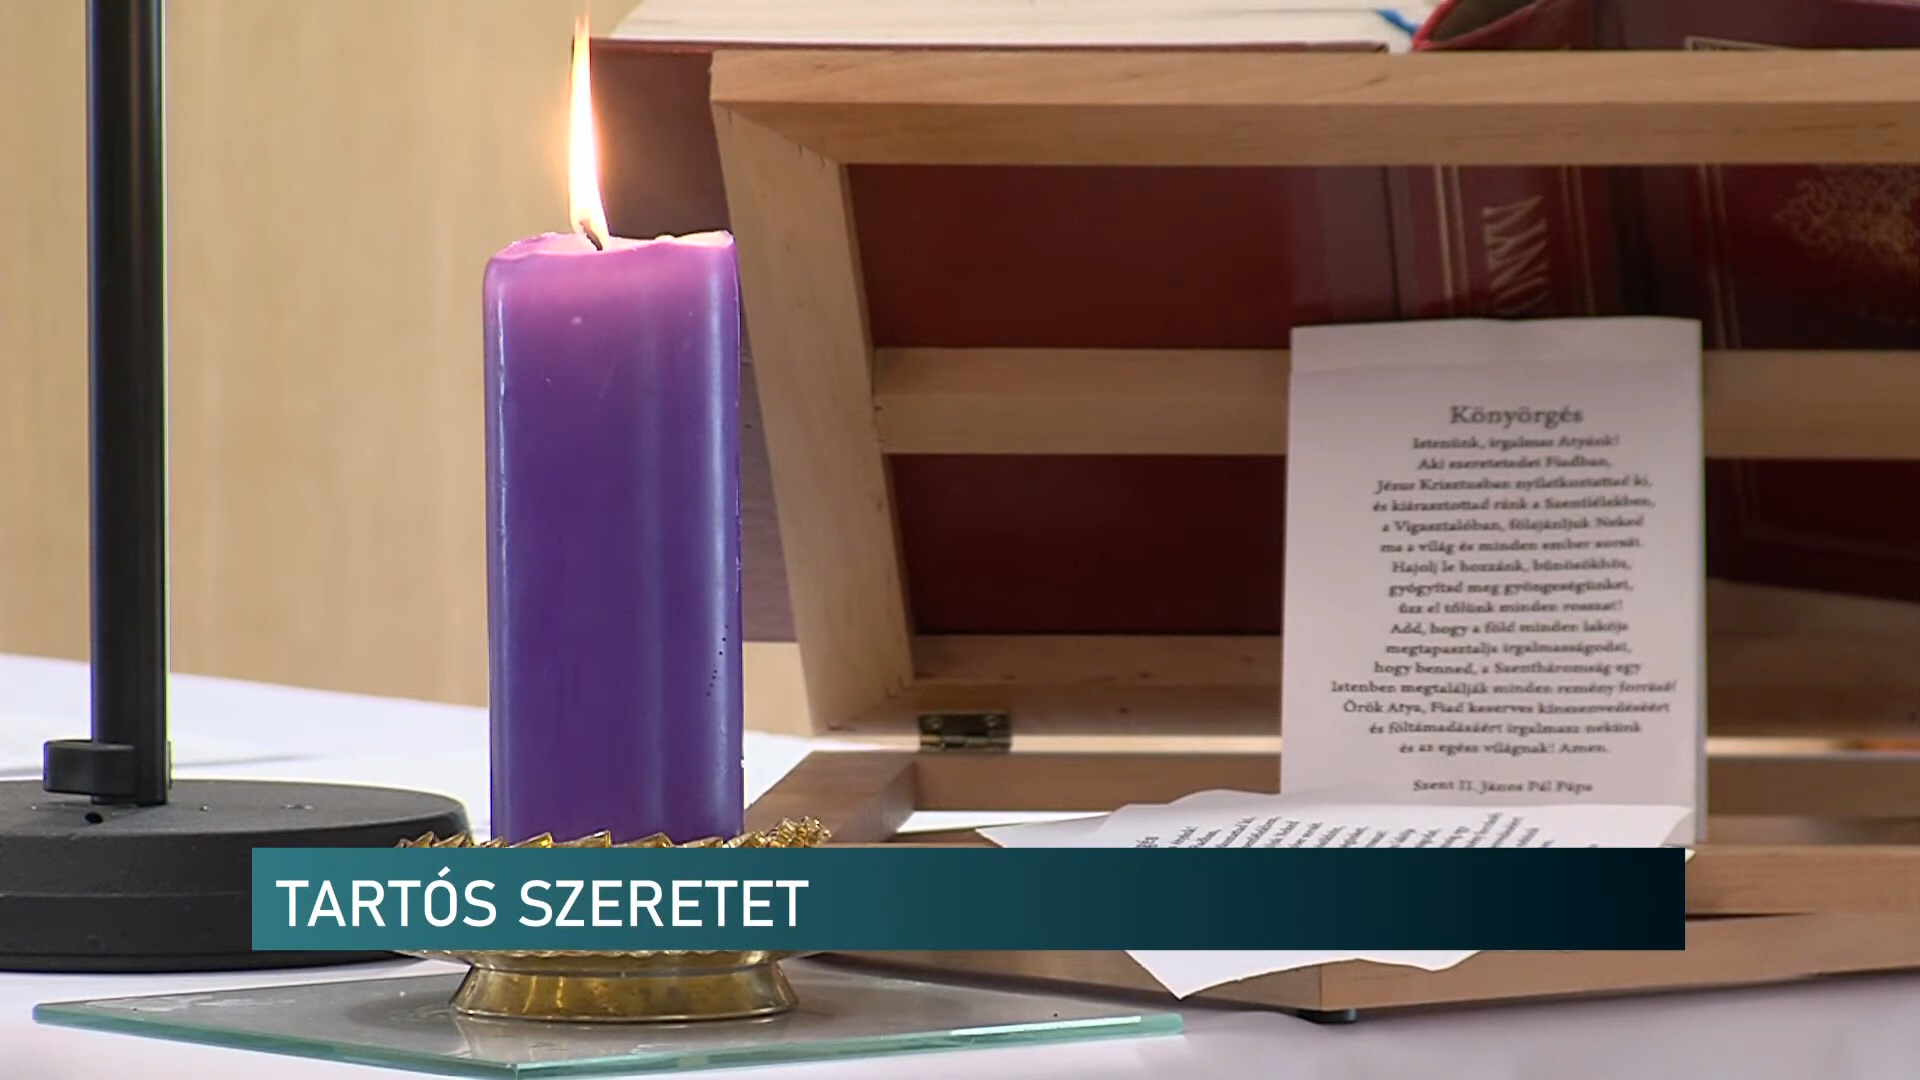 Könyörgés
Istenünk, irgalmas Atyánk!
Aki szeretetedet Fiadban,
Jézus Krisztusban nyilatkoztattad ki,
és kiárasztottad ránk a Szentlélekben,
a Vigasztalóban, fölajánljuk Neked
ma a világ és minden ember sorsát.
Hajolj le hozzánk, bűnösökhöz,
gyógyítsd meg gyöngeségünket,
űzz el tőlünk minden rosszat!
Add, hogy a föld minden lakója
megtapasztalja irgalmasságodet,
hogy benned, a Szentháromság egy
Istenben megtalálják minden remény forrását!
Örök Atya, Fiad keserves kínszenvedéséért
és föltámadásáért irgalmazz nekünk
és az egész világnak! Amen.
Szent II. János Pál Pápa
TARTÓS SZERETET